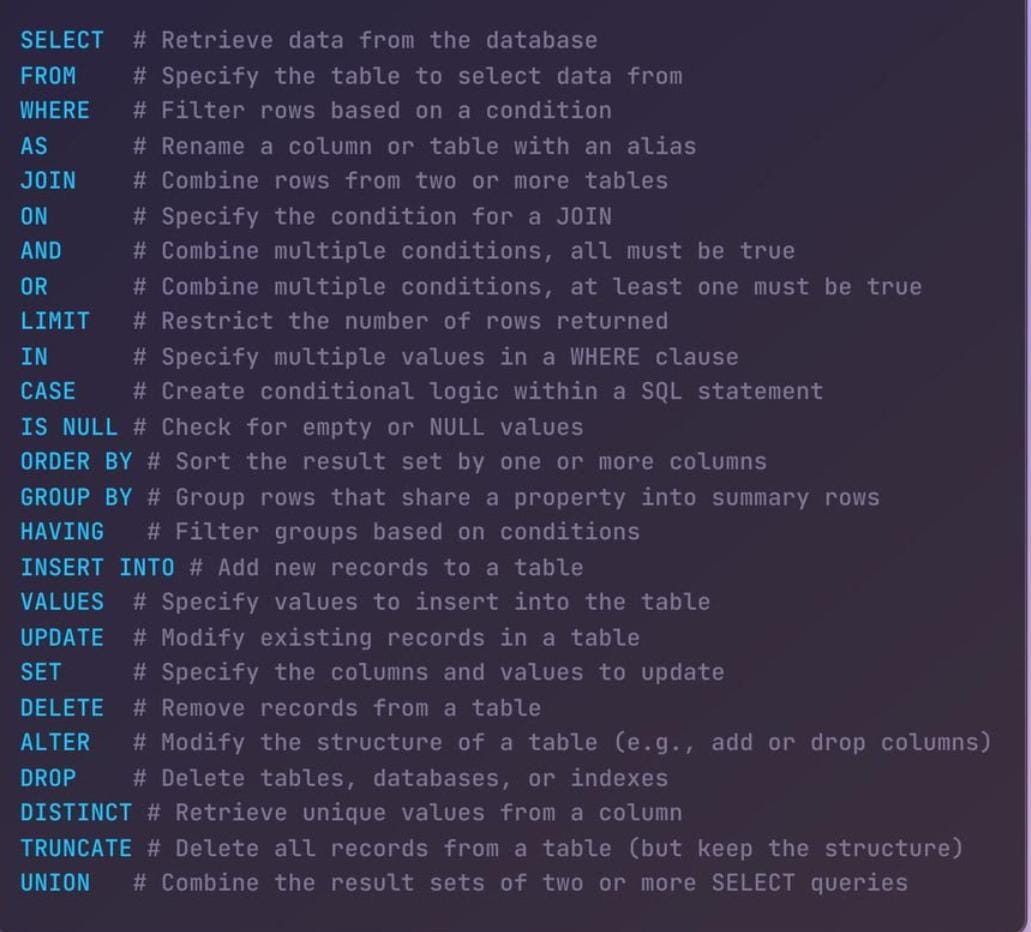 SELECT  # Retrieve data from the database
FROM    # Specify the table to select data from
WHERE   # Filter rows based on a condition
AS      # Rename a column or table with an alias
JOIN    # Combine rows from two or more tables
ON      # Specify the condition for a JOIN
AND     # Combine multiple conditions, all must be true
OR      # Combine multiple conditions, at least one must be true
LIMIT   # Restrict the number of rows returned
IN      # Specify multiple values in a WHERE clause
CASE    # Create conditional logic within a SQL statement
IS NULL # Check for empty or NULL values
ORDER BY # Sort the result set by one or more columns
GROUP BY # Group rows that share a property into summary rows
HAVING   # Filter groups based on conditions
INSERT INTO # Add new records to a table
VALUES  # Specify values to insert into the table
UPDATE  # Modify existing records in a table
SET     # Specify the columns and values to update
DELETE  # Remove records from a table
ALTER   # Modify the structure of a table (e.g., add or drop columns)
DROP    # Delete tables, databases, or indexes
DISTINCT # Retrieve unique values from a column
TRUNCATE # Delete all records from a table (but keep the structure)
UNION   # Combine the result sets of two or more SELECT queries